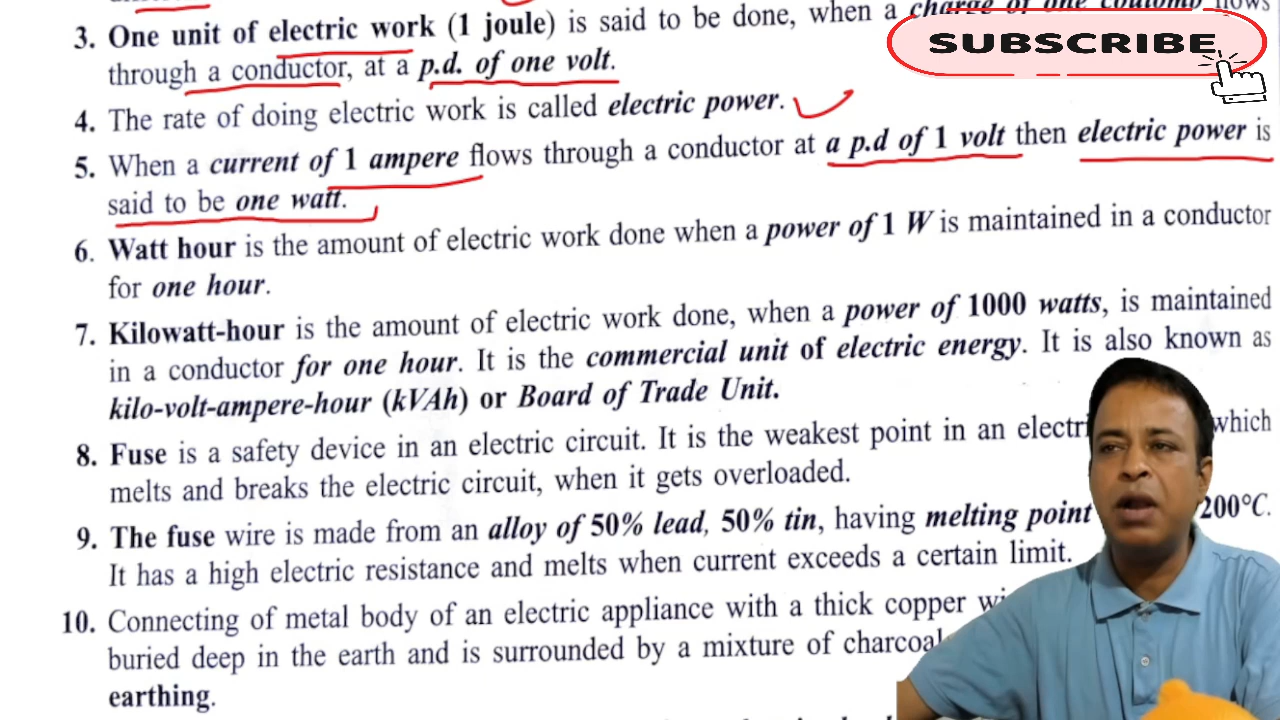 3. One unit of electric work (1 joule) is said to be done, when a charge of one coulomb flows
SUBSCRIBE
through a conductor, at a p.d. of one volt.
4. The rate of doing electric work is called electric power.
5. When a current of 1 ampere flows through a conductor at a p.d of 1 volt then electric power is
said to be one watt.
6. Watt hour is the amount of electric work done when a power of 1 W is maintained in a conductor
for one hour.
7. Kilowatt-hour is the amount of electric work done, when a power of 1000 watts, is maintained
in a conductor for one hour. It is the commercial unit of electric energy. It is also known as
kilo-volt-ampere-hour (kVAh) or Board of Trade Unit.
8. Fuse is a safety device in an electric circuit. It is the weakest point in an electri which
melts and breaks the electric circuit, when it gets overloaded.
9. The fuse wire is made from an alloy of 50% lead, 50% tin, having melting point 200°C.
It has a high electric resistance and melts when current exceeds a certain limit.
10. Connecting of metal body of an electric appliance with a thick copper
buried deep in the earth and is surrounded by a mixture of charcoal
earthing.